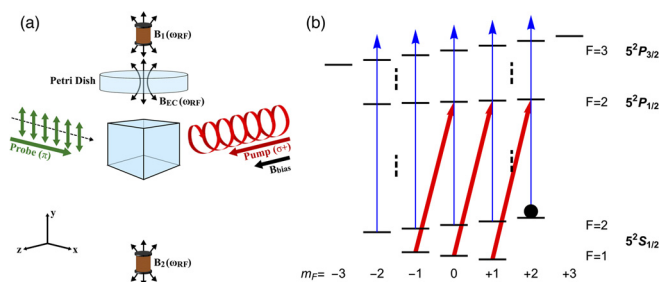 (a)
B1(ωRF)
Petri Dish
BEC(ωRF)
Probe (π)
Pump (σ+)
Bbias
y
z
x
B2(ωRF)
(b)
F=3 5²P3/2
F=2 5²P1/2
F=2
5²S1/2
F=1
mF= −3 −2 −1 0 +1 +2 +3